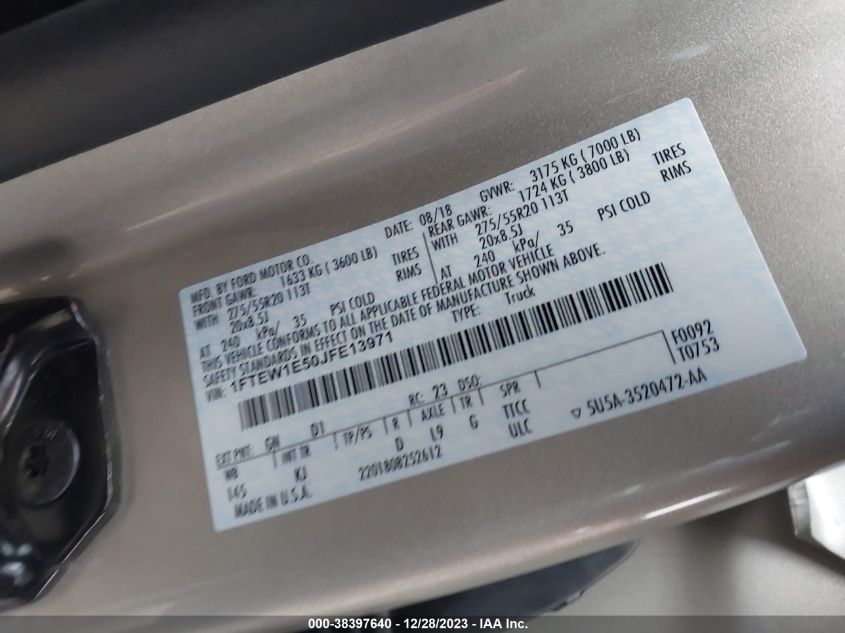 MFD. BY FORD MOTOR CO. DATE: 08/18 GVWR: 3175 KG ( 7000 LB)
FRONT GAWR: 1633 KG ( 3600 LB) REAR GAWR: 1724 KG ( 3800 LB)
WITH 275/55R20 113T TIRES WITH 275/55R20 113T TIRES
20x8.5J RIMS 20x8.5J RIMS
AT 240 kPa/ 35 PSI COLD AT 240 kPa/ 35 PSI COLD
THIS VEHICLE CONFORMS TO ALL APPLICABLE FEDERAL MOTOR VEHICLE
SAFETY STANDARDS IN EFFECT ON THE DATE OF MANUFACTURE SHOWN ABOVE.
VIN: 1FTEW1E50JFE13971 TYPE: Truck
F0092
T0753
EXT PNT: GN D1 RC: 23 DSO:
NB INT TR TP/PS R AXLE TR SPR
145 KJ D L9 G TTCC
ULC
MADE IN U.S.A. 2201808252612 5U5A-3520472-AA
000-38397640 - 12/28/2023 - IAA Inc.